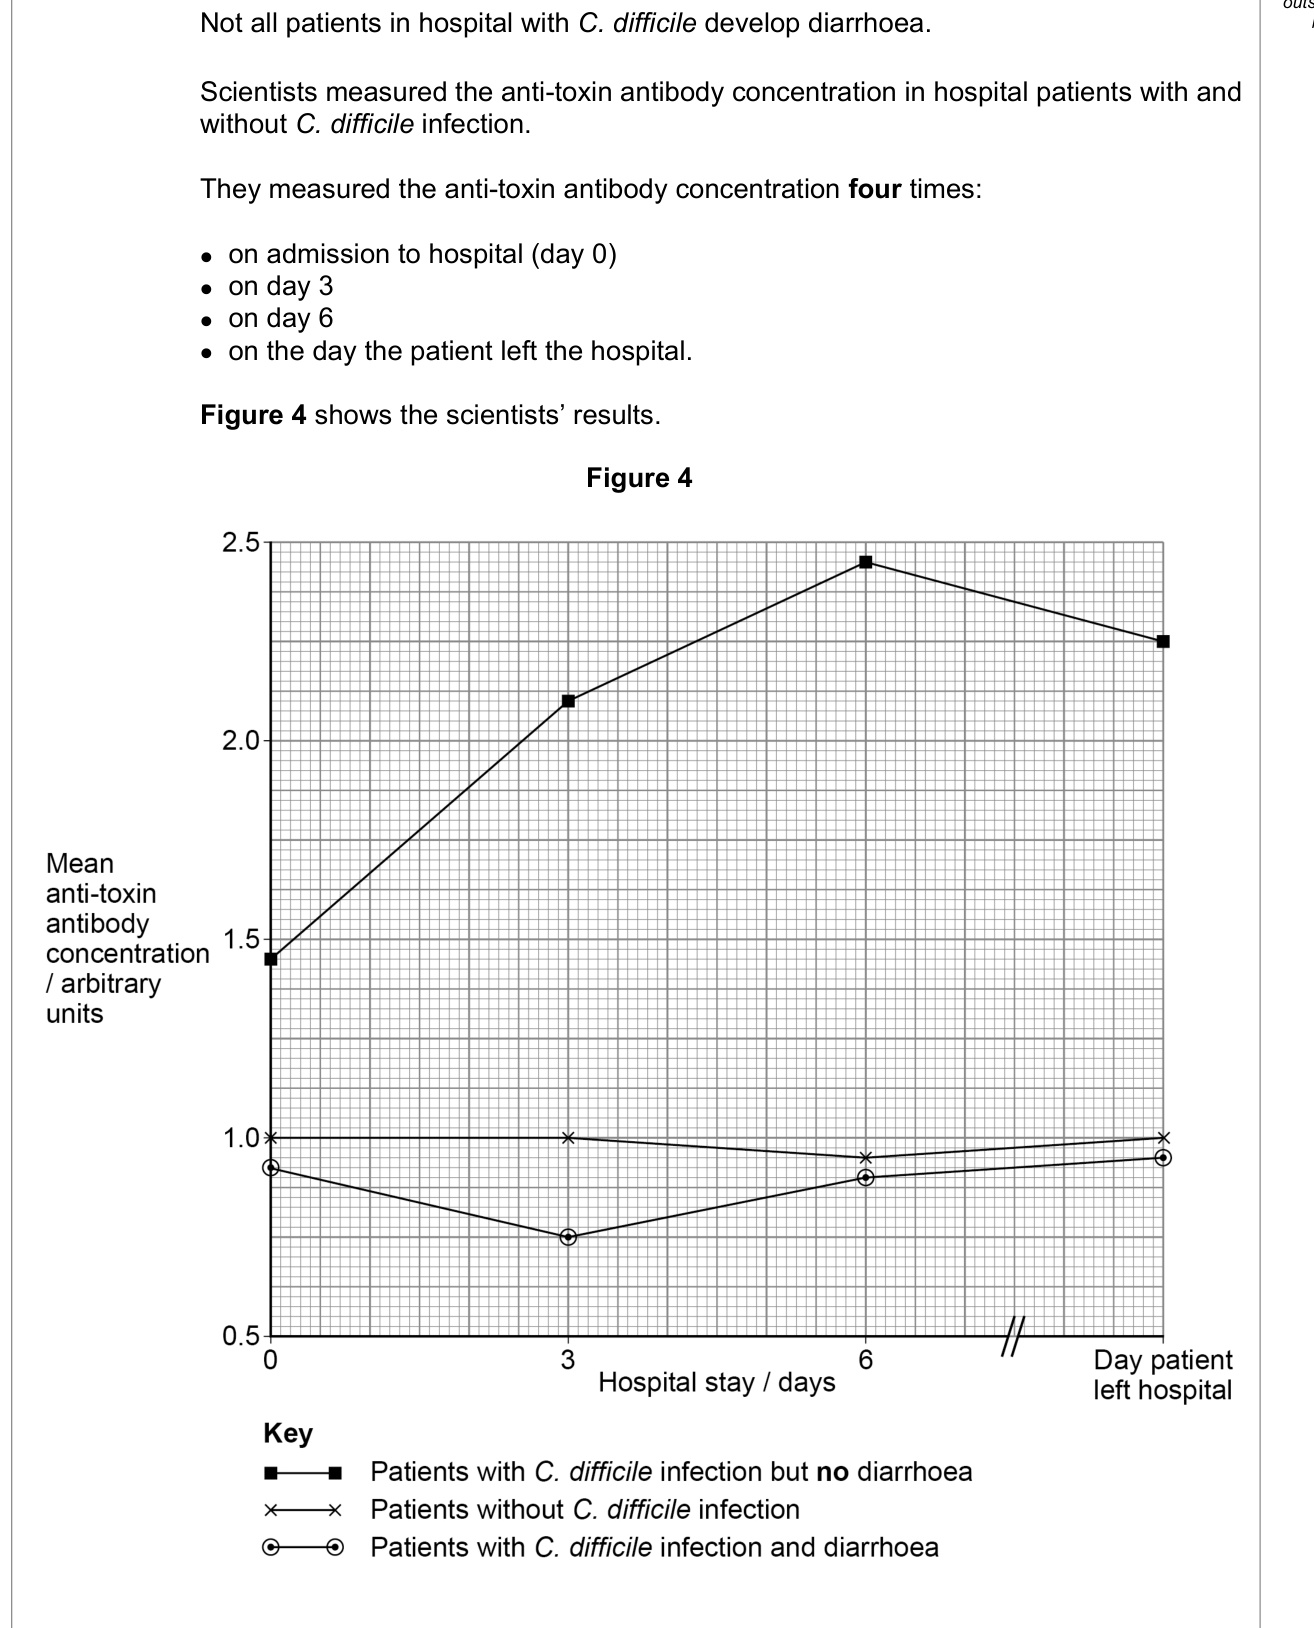 outs
Not all patients in hospital with C. difficile develop diarrhoea.
Scientists measured the anti-toxin antibody concentration in hospital patients with and
without C. difficile infection.
They measured the anti-toxin antibody concentration four times:
• on admission to hospital (day 0)
• on day 3
• on day 6
• on the day the patient left the hospital.
Figure 4 shows the scientists’ results.
Figure 4
2.5
2.0
1.5
1.0
0.5
Mean
anti-toxin
antibody
concentration
/ arbitrary
units
0 3 6 Day patient
left hospital
Hospital stay / days
Key
Patients with C. difficile infection but no diarrhoea
Patients without C. difficile infection
Patients with C. difficile infection and diarrhoea